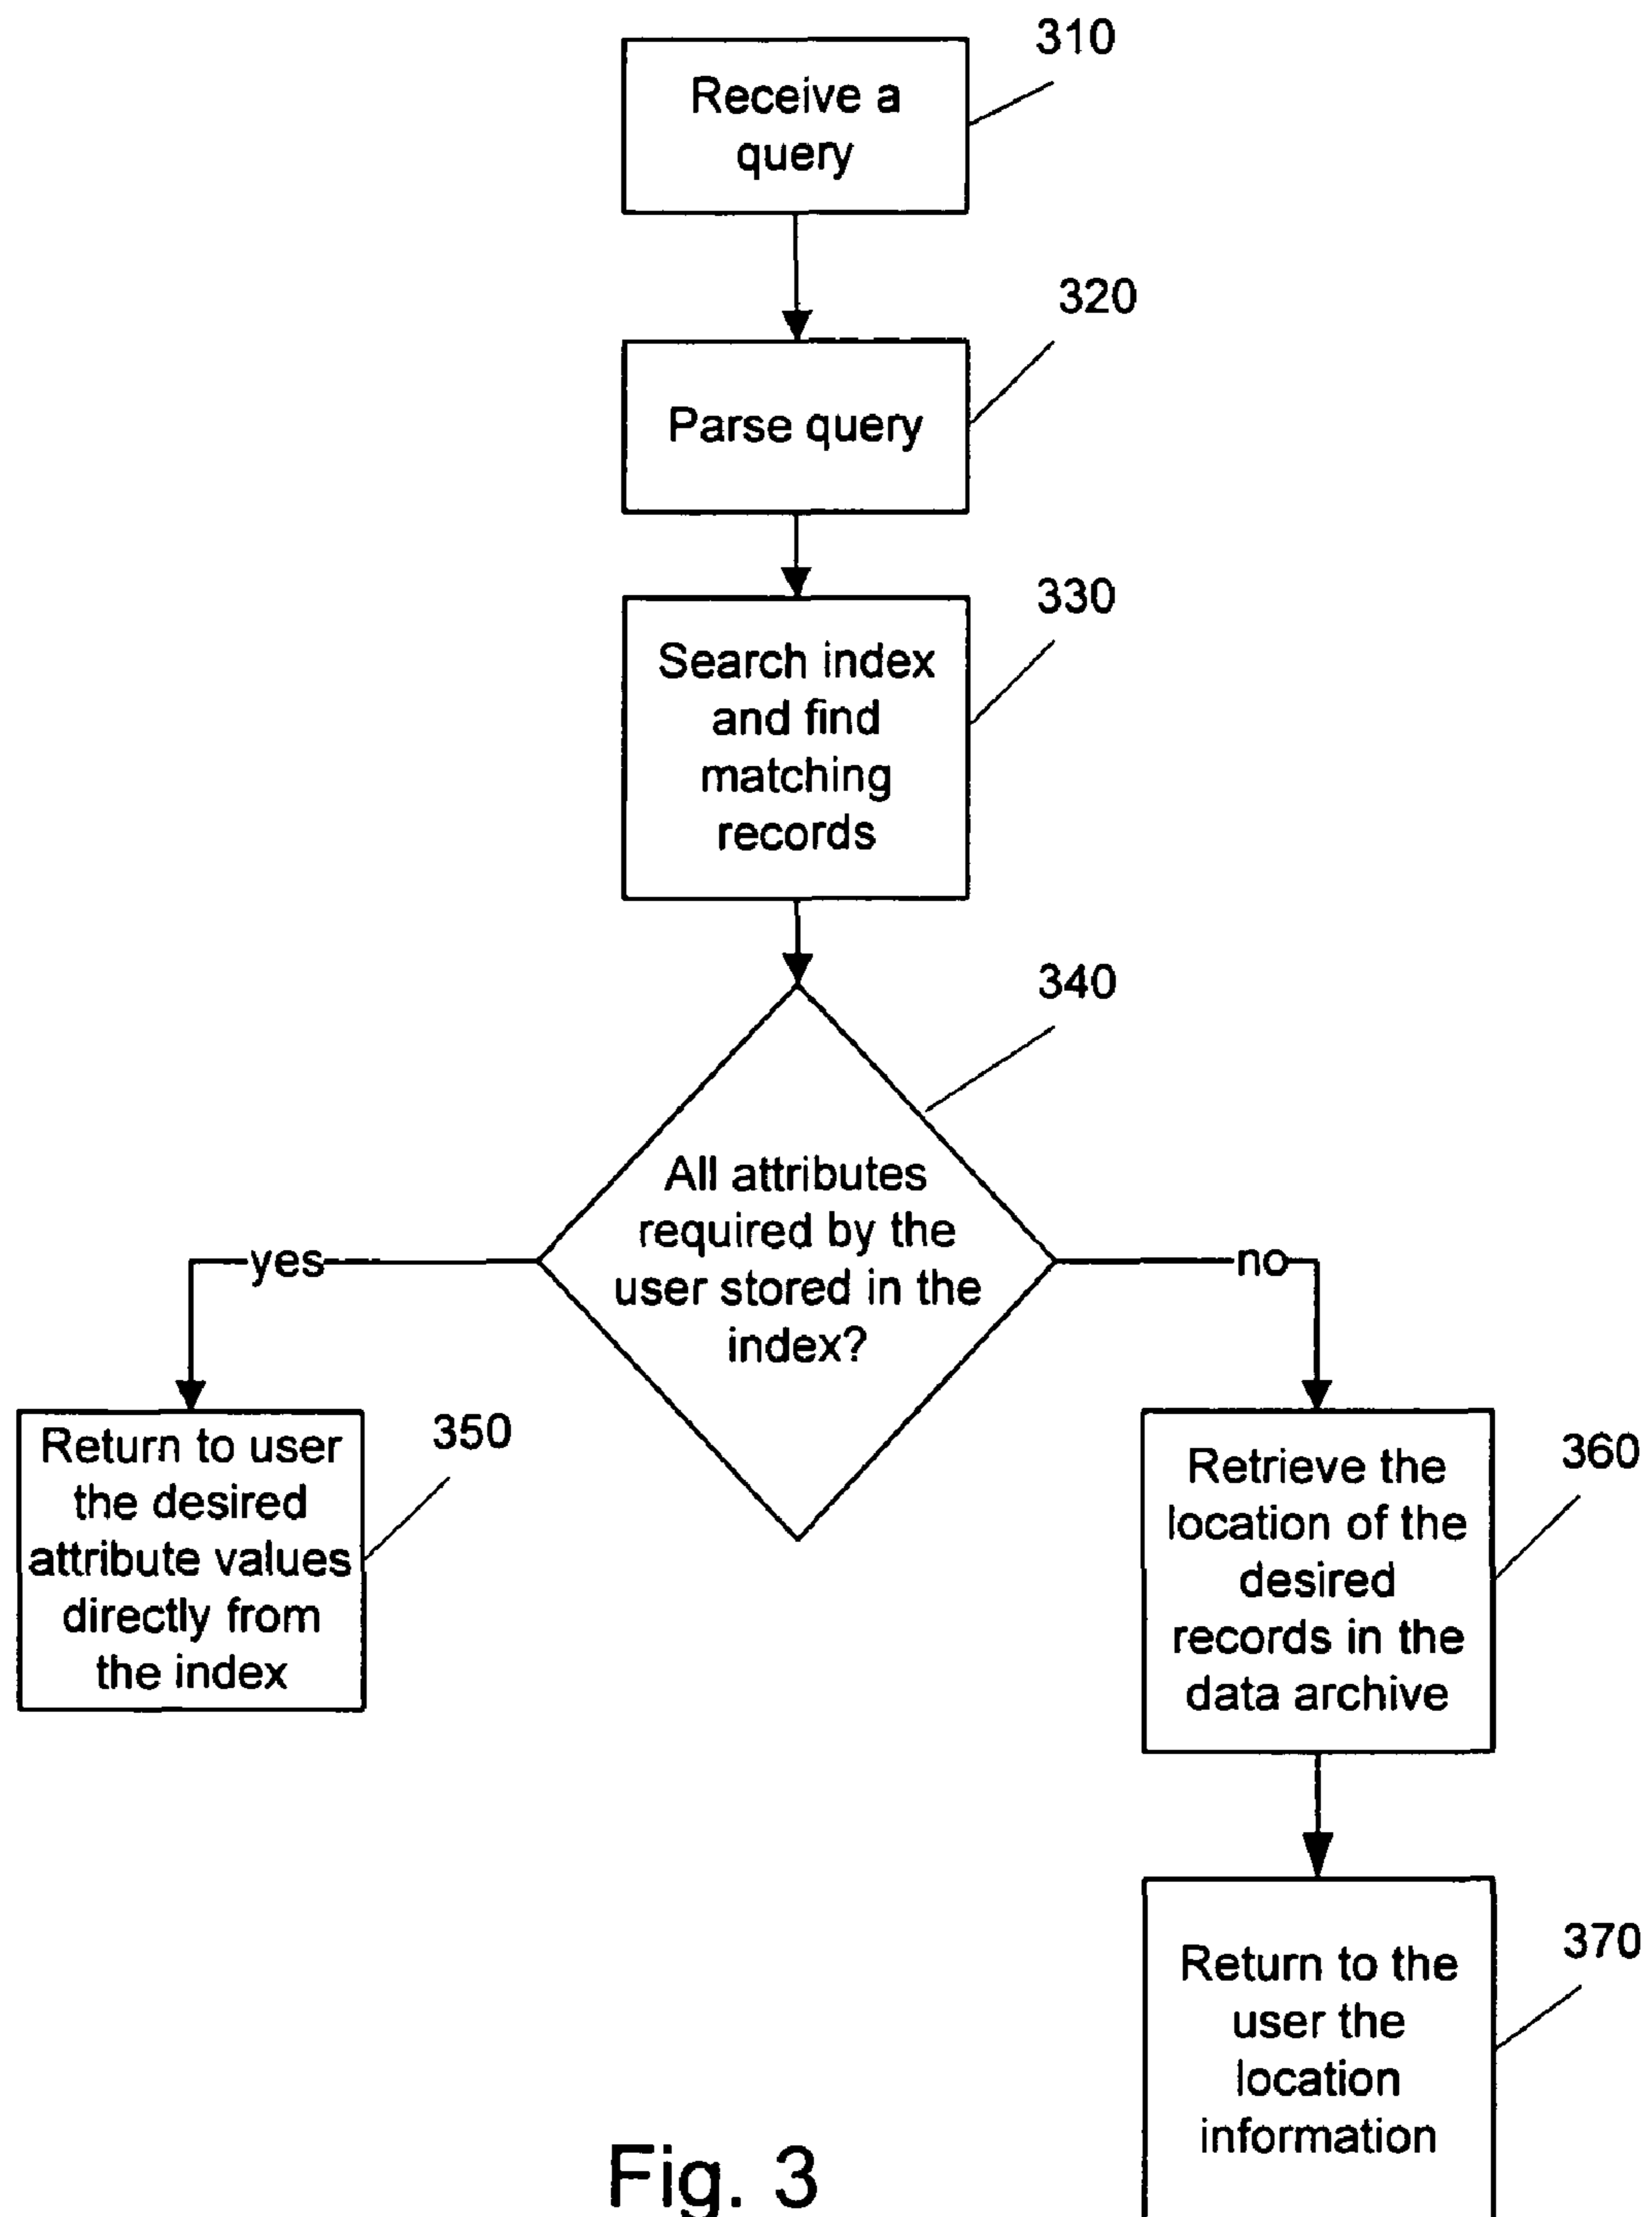 310
Receive a
query
320
Parse query
330
Search index
and find
matching
records
340
All attributes
required by the
user stored in the
index?
yes
no
350
Return to user
the desired
attribute values
directly from
the index
360
Retrieve the
location of the
desired
records in the
data archive
370
Return to the
user the
location
information
Fig. 3